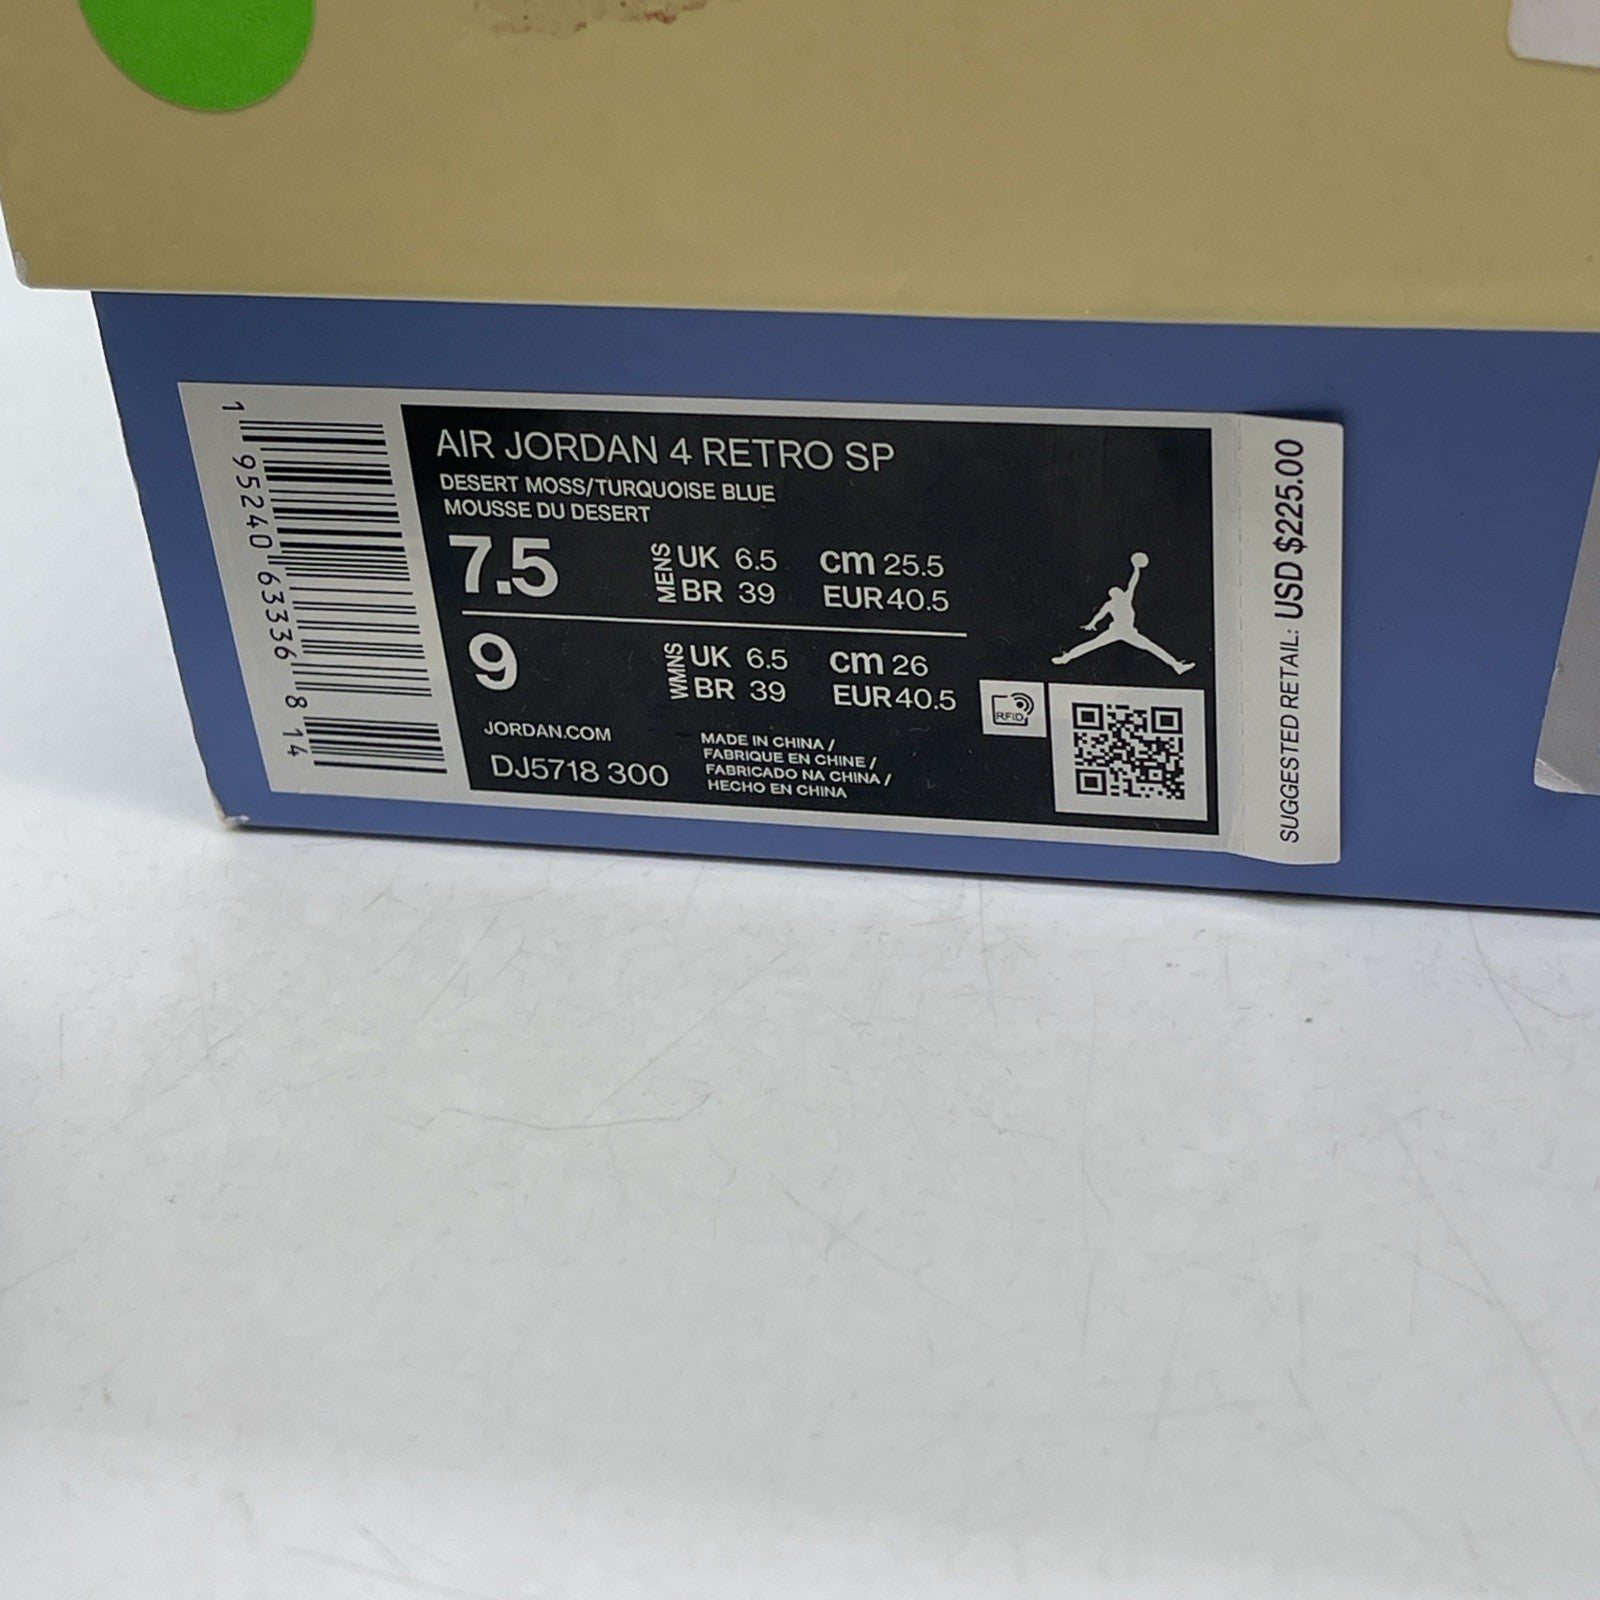 AIR JORDAN 4 RETRO SP
DESERT MOSS/TURQUOISE BLUE
MOUSSE DU DESERT
7.5 MENS UK 6.5 cm 25.5
BR 39 EUR 40.5
9 WMNS UK 6.5 cm 26
BR 39 EUR 40.5
JORDAN.COM
DJ5718 300
MADE IN CHINA /
FABRIQUE EN CHINE /
FABRICADO NA CHINA /
HECHO EN CHINA
RFID
1 95240 63336 8 14
SUGGESTED RETAIL: USD $225.00